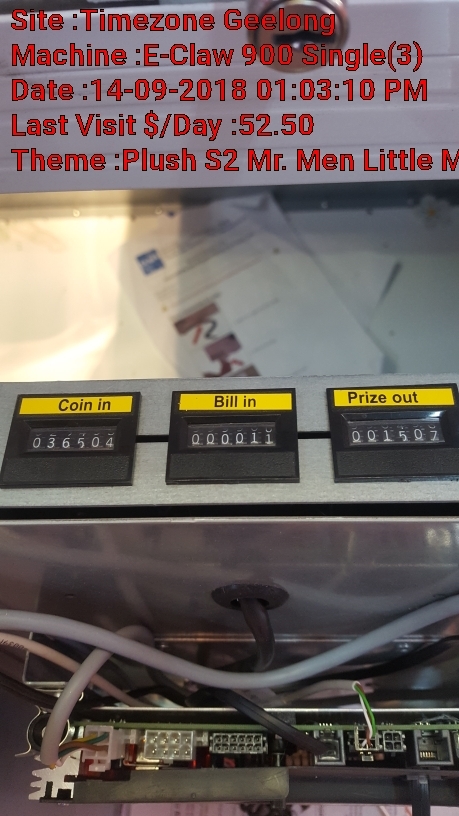 Site :Timezone Geelong
Machine :E-Claw 900 Single(3)
Date :14-09-2018 01:03:10 PM
Last Visit $/Day :52.50
Theme :Plush S2 Mr. Men Little M
Coin in
Bill in
Prize out
036504
000011
001507